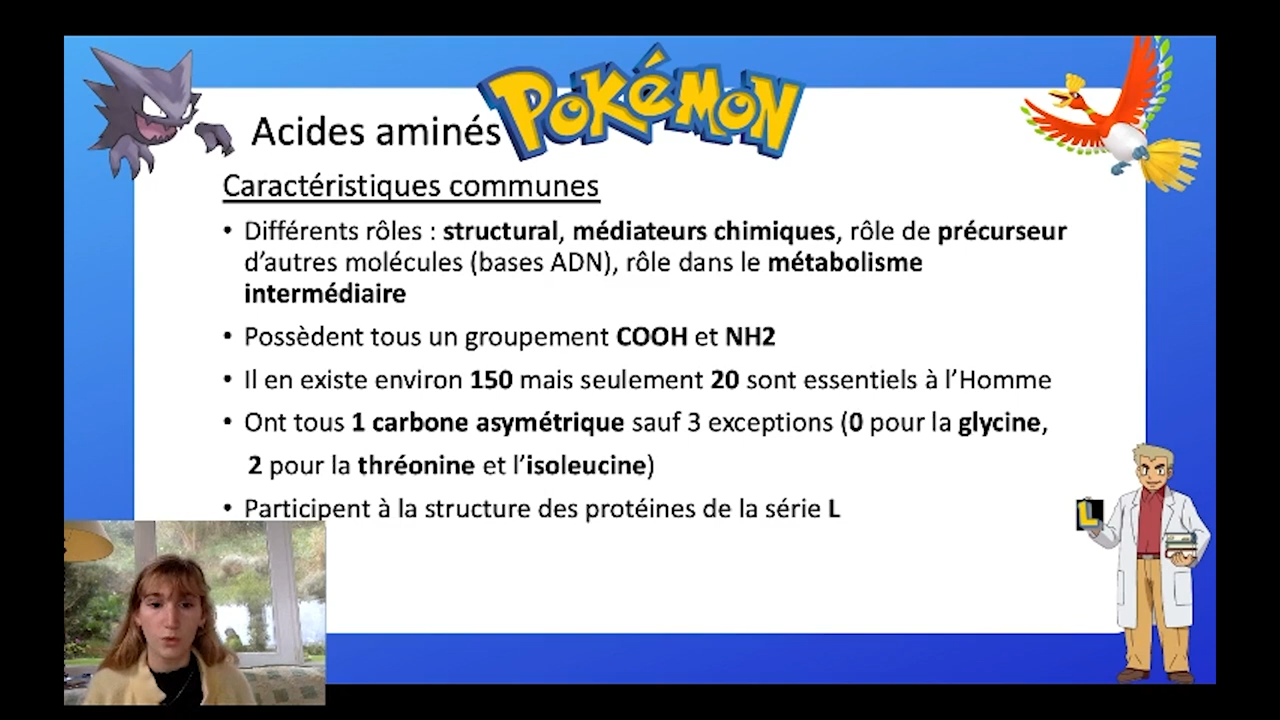 POKéMON
Acides aminés
Caractéristiques communes
• Différents rôles : structural, médiateurs chimiques, rôle de précurseur
d’autres molécules (bases ADN), rôle dans le métabolisme
intermédiaire
• Possèdent tous un groupement COOH et NH2
• Il en existe environ 150 mais seulement 20 sont essentiels à l’Homme
• Ont tous 1 carbone asymétrique sauf 3 exceptions (0 pour la glycine,
2 pour la thréonine et l’isoleucine)
• Participent à la structure des protéines de la série L
L